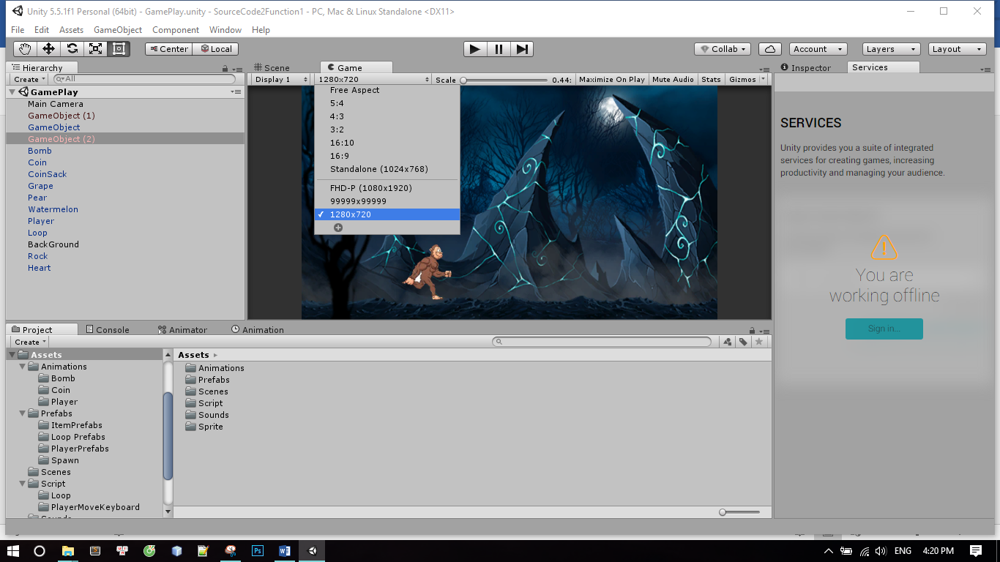 Unity 5.5.1f1 Personal (64bit) - GamePlay.unity - SourceCode2Function1 - PC, Mac & Linux Standalone <DX11>
File Edit Assets GameObject Component Window Help
Center Local Collab Account Layers Layout
Hierarchy
Create All
GamePlay
Main Camera
GameObject (1)
GameObject
GameObject (2)
Bomb
Coin
CoinSack
Grape
Pear
Watermelon
Player
Loop
BackGround
Rock
Heart
Scene Game
Display 1 1280x720 Scale 0.44: Maximize On Play Mute Audio Stats Gizmos
Free Aspect
5:4
4:3
3:2
16:10
16:9
Standalone (1024x768)
FHD-P (1080x1920)
99999x99999
1280x720
Inspector Services
SERVICES
Unity provides you a suite of integrated
services for creating games, increasing
productivity and managing your audience.
You are
working offline
Sign in...
Project Console Animator Animation
Create
Assets
Animations
Bomb
Coin
Player
Prefabs
ItemPrefabs
Loop Prefabs
PlayerPrefabs
Spawn
Scenes
Script
Loop
PlayerMoveKeyboard
Sounds
Assets
Animations
Prefabs
Scenes
Script
Sounds
Sprite
ENG 4:20 PM